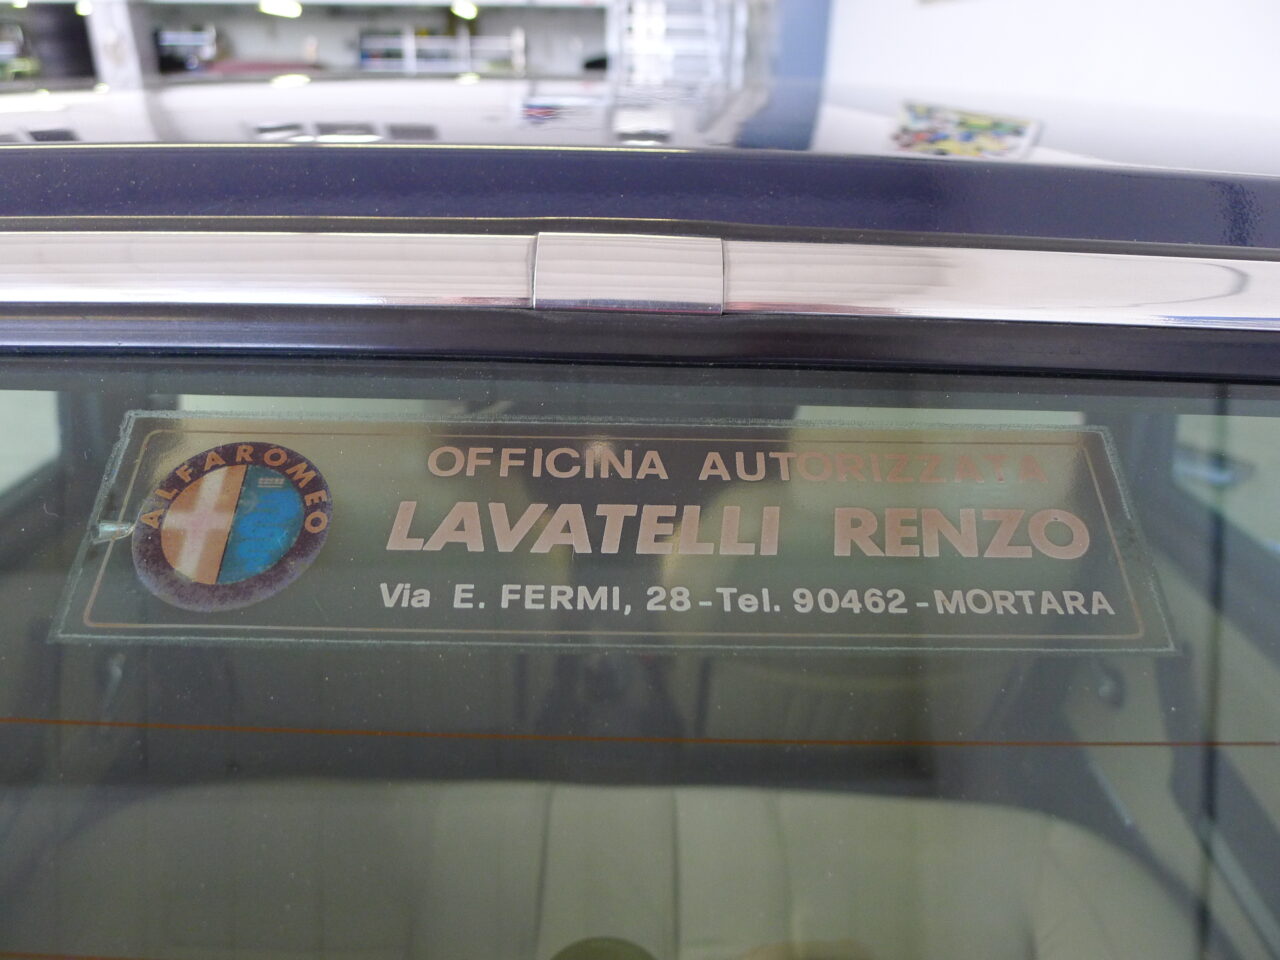 ALFA ROMEO
OFFICINA AUTORIZZATA
LAVATELLI RENZO
Via E. FERMI, 28 - Tel. 90462 - MORTARA